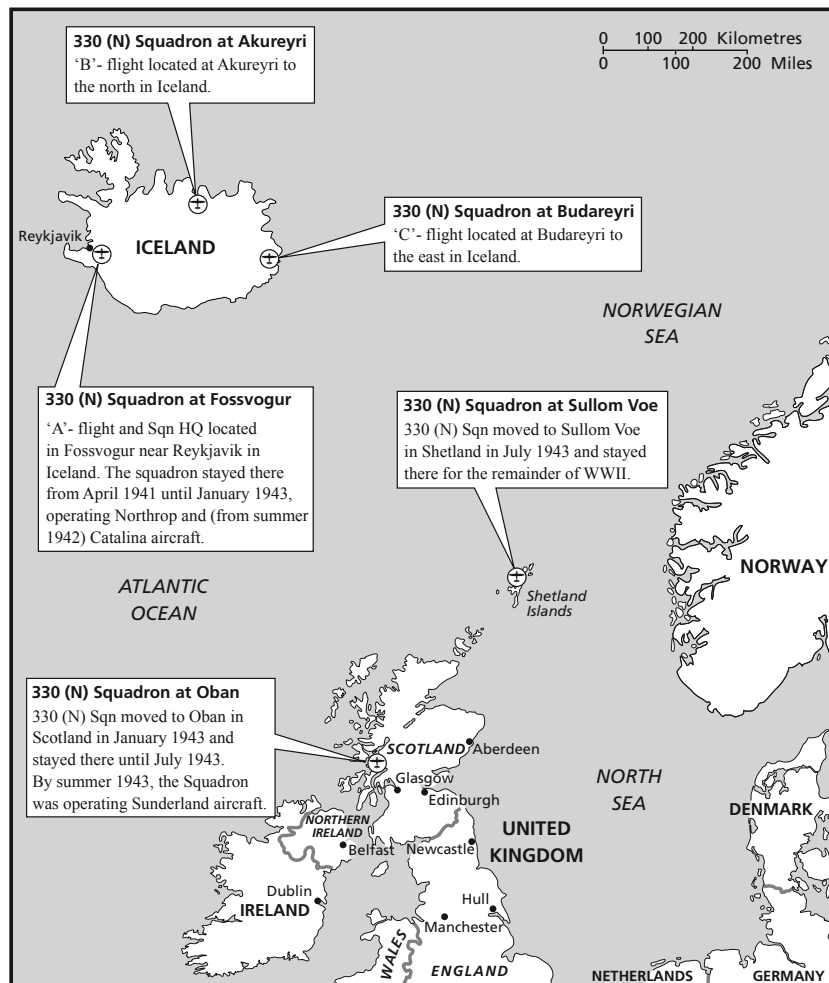 330 (N) Squadron at Akureyri
‘B’- flight located at Akureyri to
the north in Iceland.
0 100 200 Kilometres
0 100 200 Miles
330 (N) Squadron at Budareyri
‘C’- flight located at Budareyri to
the east in Iceland.
Reykjavik
ICELAND
NORWEGIAN
SEA
330 (N) Squadron at Fossvogur
‘A’- flight and Sqn HQ located
in Fossvogur near Reykjavik in
Iceland. The squadron stayed there
from April 1941 until January 1943,
operating Northrop and (from summer
1942) Catalina aircraft.
330 (N) Squadron at Sullom Voe
330 (N) Sqn moved to Sullom Voe
in Shetland in July 1943 and stayed
there for the remainder of WWII.
NORWAY
ATLANTIC
OCEAN
Shetland
Islands
330 (N) Squadron at Oban
330 (N) Sqn moved to Oban in
Scotland in January 1943 and
stayed there until July 1943.
By summer 1943, the Squadron
was operating Sunderland aircraft.
SCOTLAND
Aberdeen
Glasgow
Edinburgh
NORTH
SEA
DENMARK
NORTHERN
IRELAND
Belfast
Newcastle
UNITED
KINGDOM
Dublin
IRELAND
Hull
Manchester
WALES
ENGLAND
NETHERLANDS
GERMANY